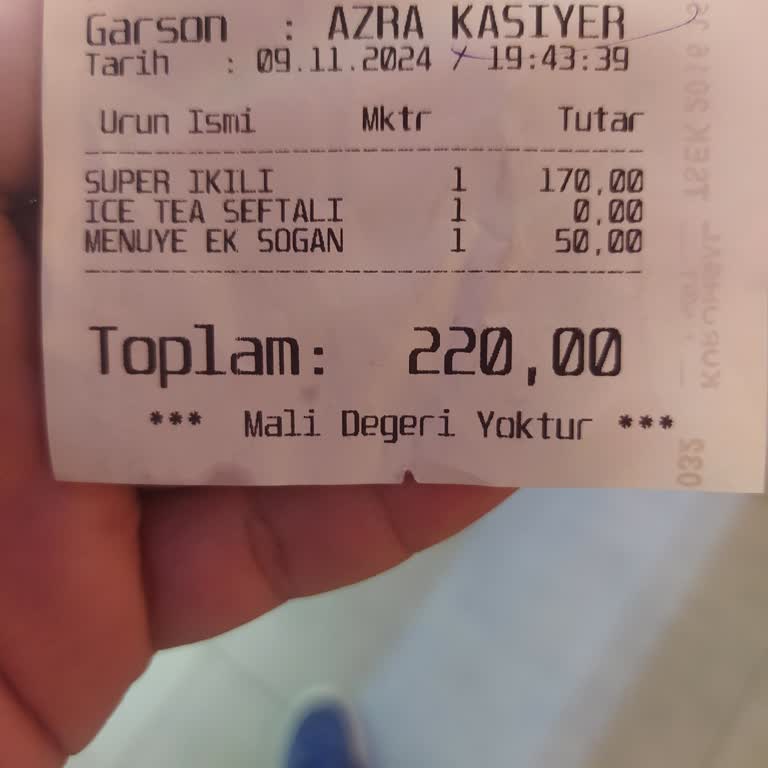 Garson : AZRA KASIYER
Tarih : 09.11.2024 / 19:43:39
Urun Ismi Mktr Tutar
SUPER IKILI 1 170,00
ICE TEA SEFTALI 1 0,00
MENUYE EK SOGAN 1 50,00
Toplam: 220,00
*** Mali Degeri Yoktur ***